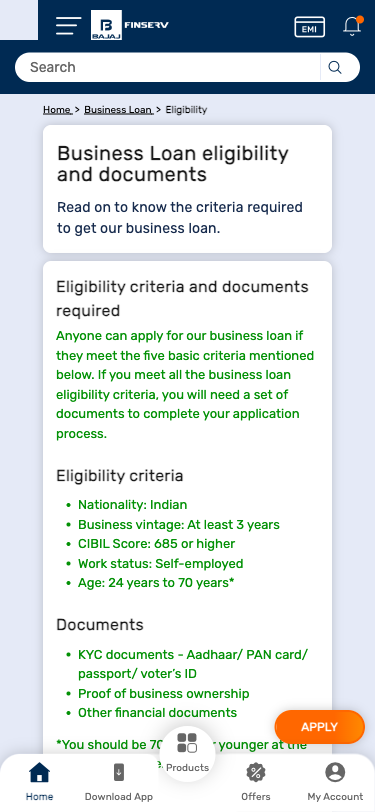 B
BAJAJ
FINSERV
EMI
Search
Home > Business Loan > Eligibility
Business Loan eligibility
and documents
Read on to know the criteria required
to get our business loan.
Eligibility criteria and documents
required
Anyone can apply for our business loan if
they meet the five basic criteria mentioned
below. If you meet all the business loan
eligibility criteria, you will need a set of
documents to complete your application
process.
Eligibility criteria
• Nationality: Indian
• Business vintage: At least 3 years
• CIBIL Score: 685 or higher
• Work status: Self-employed
• Age: 24 years to 70 years*
Documents
• KYC documents - Aadhaar/ PAN card/
passport/ voter’s ID
• Proof of business ownership
• Other financial documents
APPLY
*You should be 70 younger at the
Products
Home
Download App
Offers
My Account